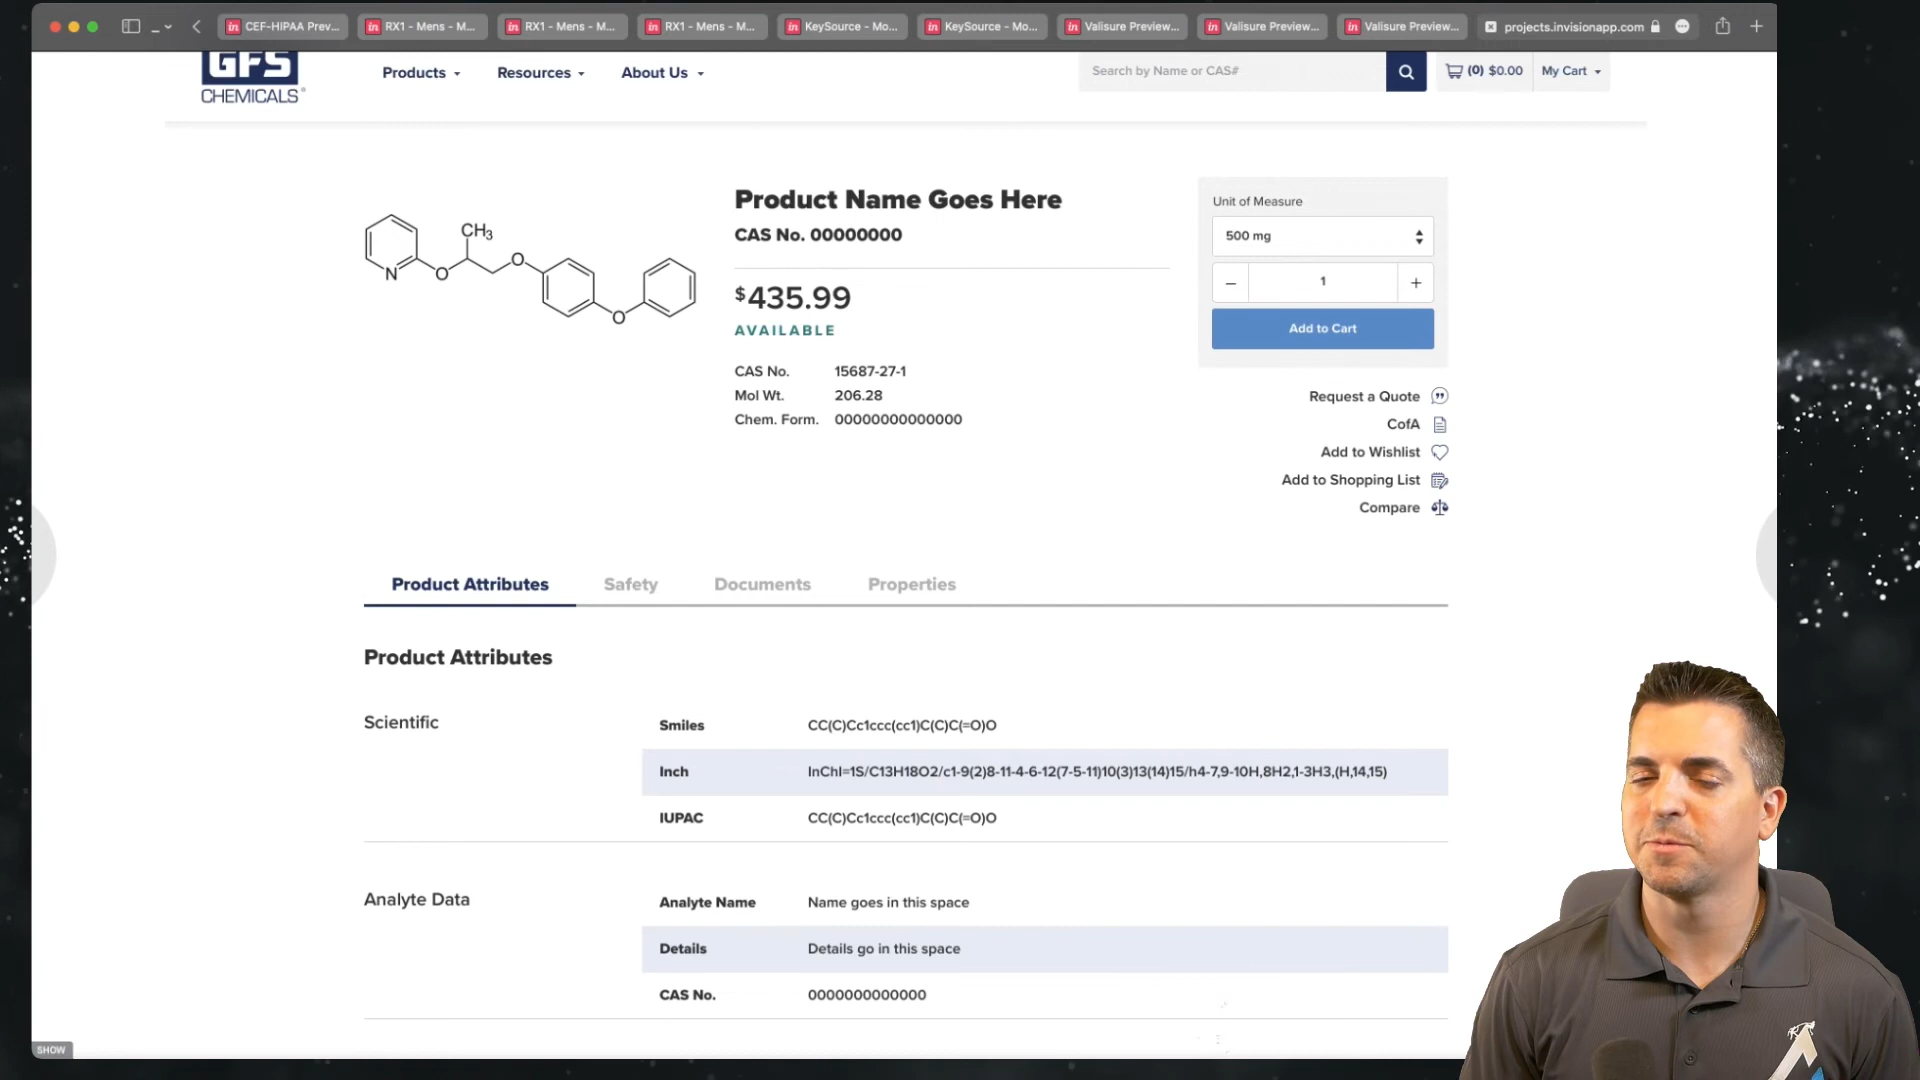 CEF-HIPAA Prev...
RX1 - Mens - M...
RX1 - Mens - M...
RX1 - Mens - M...
KeySource - Mo...
KeySource - Mo...
Valisure Preview...
Valisure Preview...
Valisure Preview...
projects.invisionapp.com
GFS
CHEMICALS®
Products
Resources
About Us
Search by Name or CAS#
(0) $0.00
My Cart
N
O
CH3
O
O
Product Name Goes Here
CAS No. 00000000
$435.99
AVAILABLE
CAS No. 15687-27-1
Mol Wt. 206.28
Chem. Form. 00000000000000
Unit of Measure
500 mg
– 1 +
Add to Cart
Request a Quote
CofA
Add to Wishlist
Add to Shopping List
Compare
Product Attributes Safety Documents Properties
Product Attributes
Scientific
Smiles CC(C)Cc1ccc(cc1)C(C)C(=O)O
Inch InChI=1S/C13H18O2/c1-9(2)8-11-4-6-12(7-5-11)10(3)13(14)15/h4-7,9-10H,8H2,1-3H3,(H,14,15)
IUPAC CC(C)Cc1ccc(cc1)C(C)C(=O)O
Analyte Data
Analyte Name Name goes in this space
Details Details go in this space
CAS No. 0000000000000
SHOW